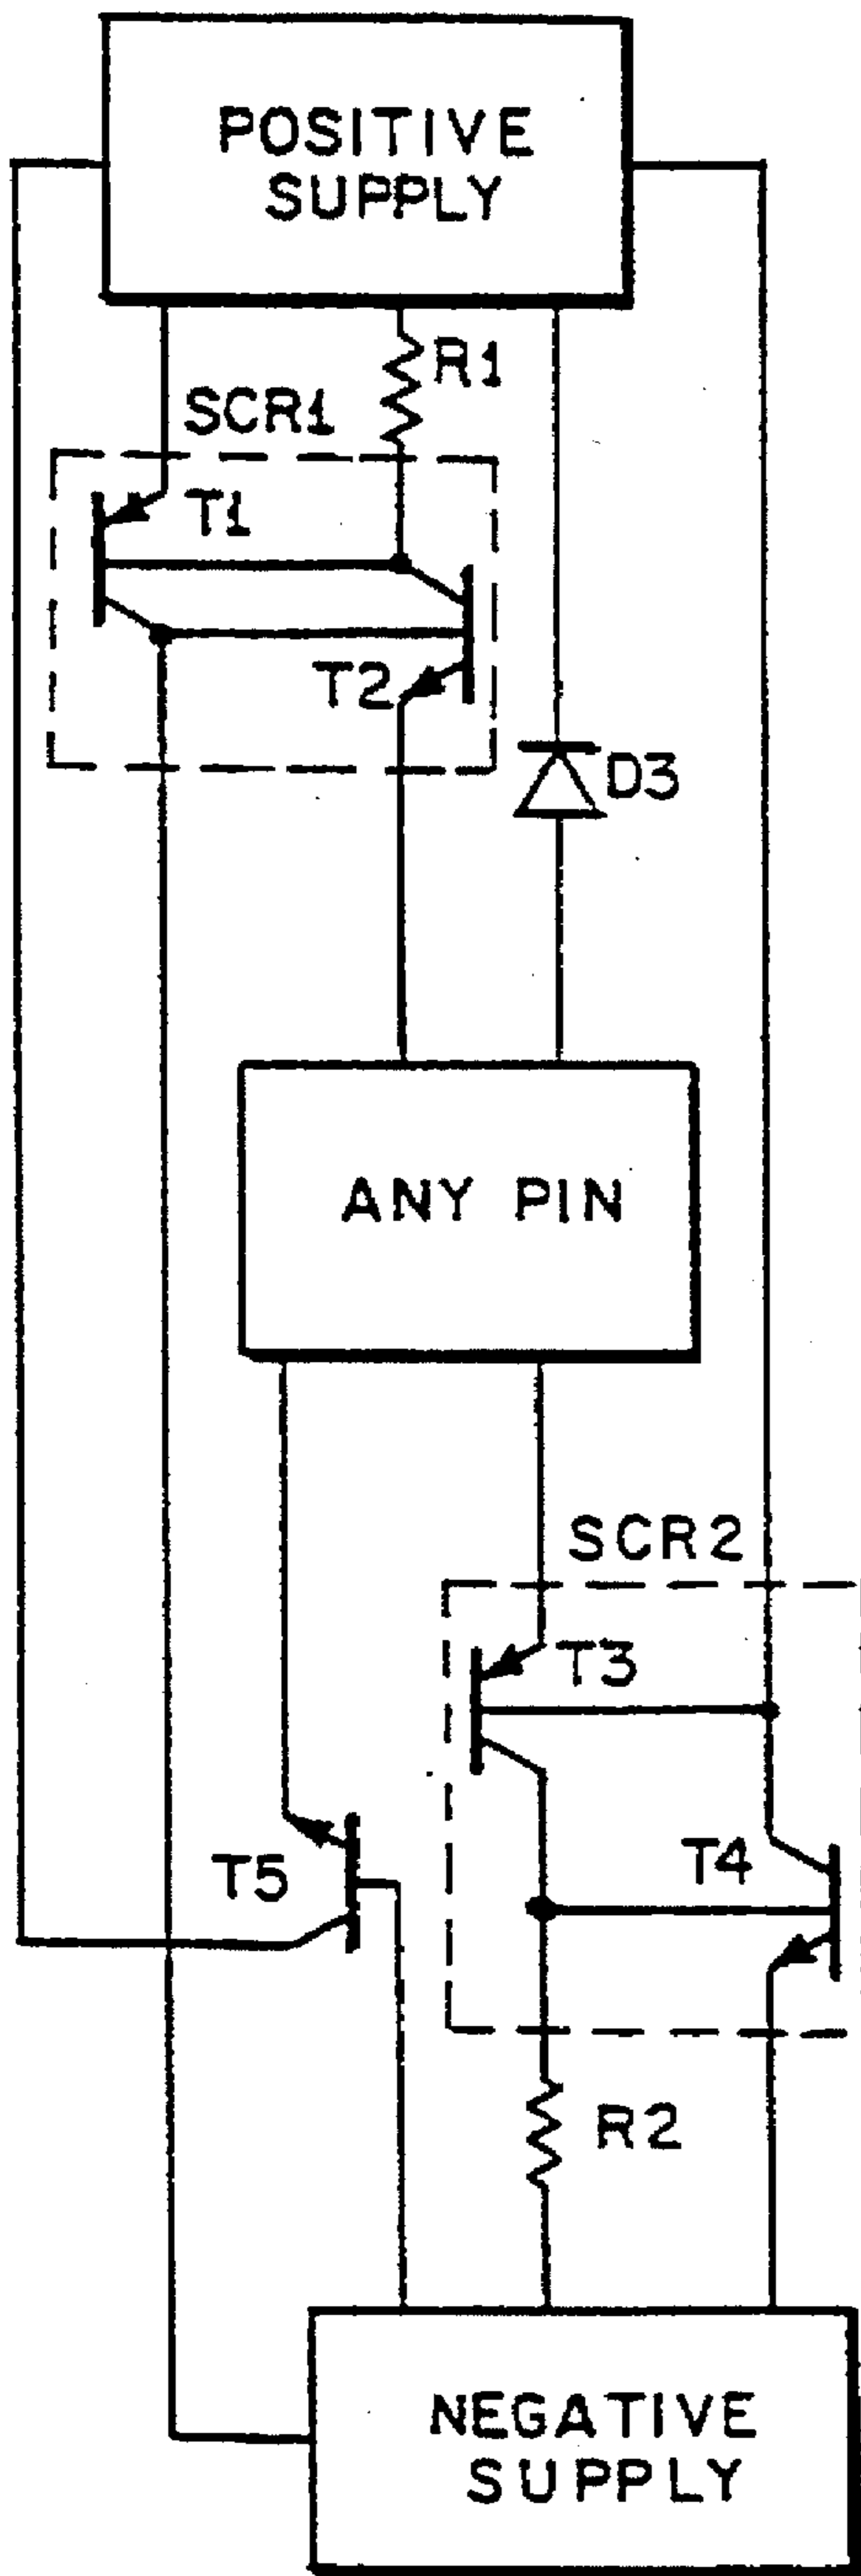 POSITIVE
SUPPLY
R1
SCR1
T1
T2
D3
ANY PIN
SCR2
T3
T4
T5
R2
NEGATIVE
SUPPLY